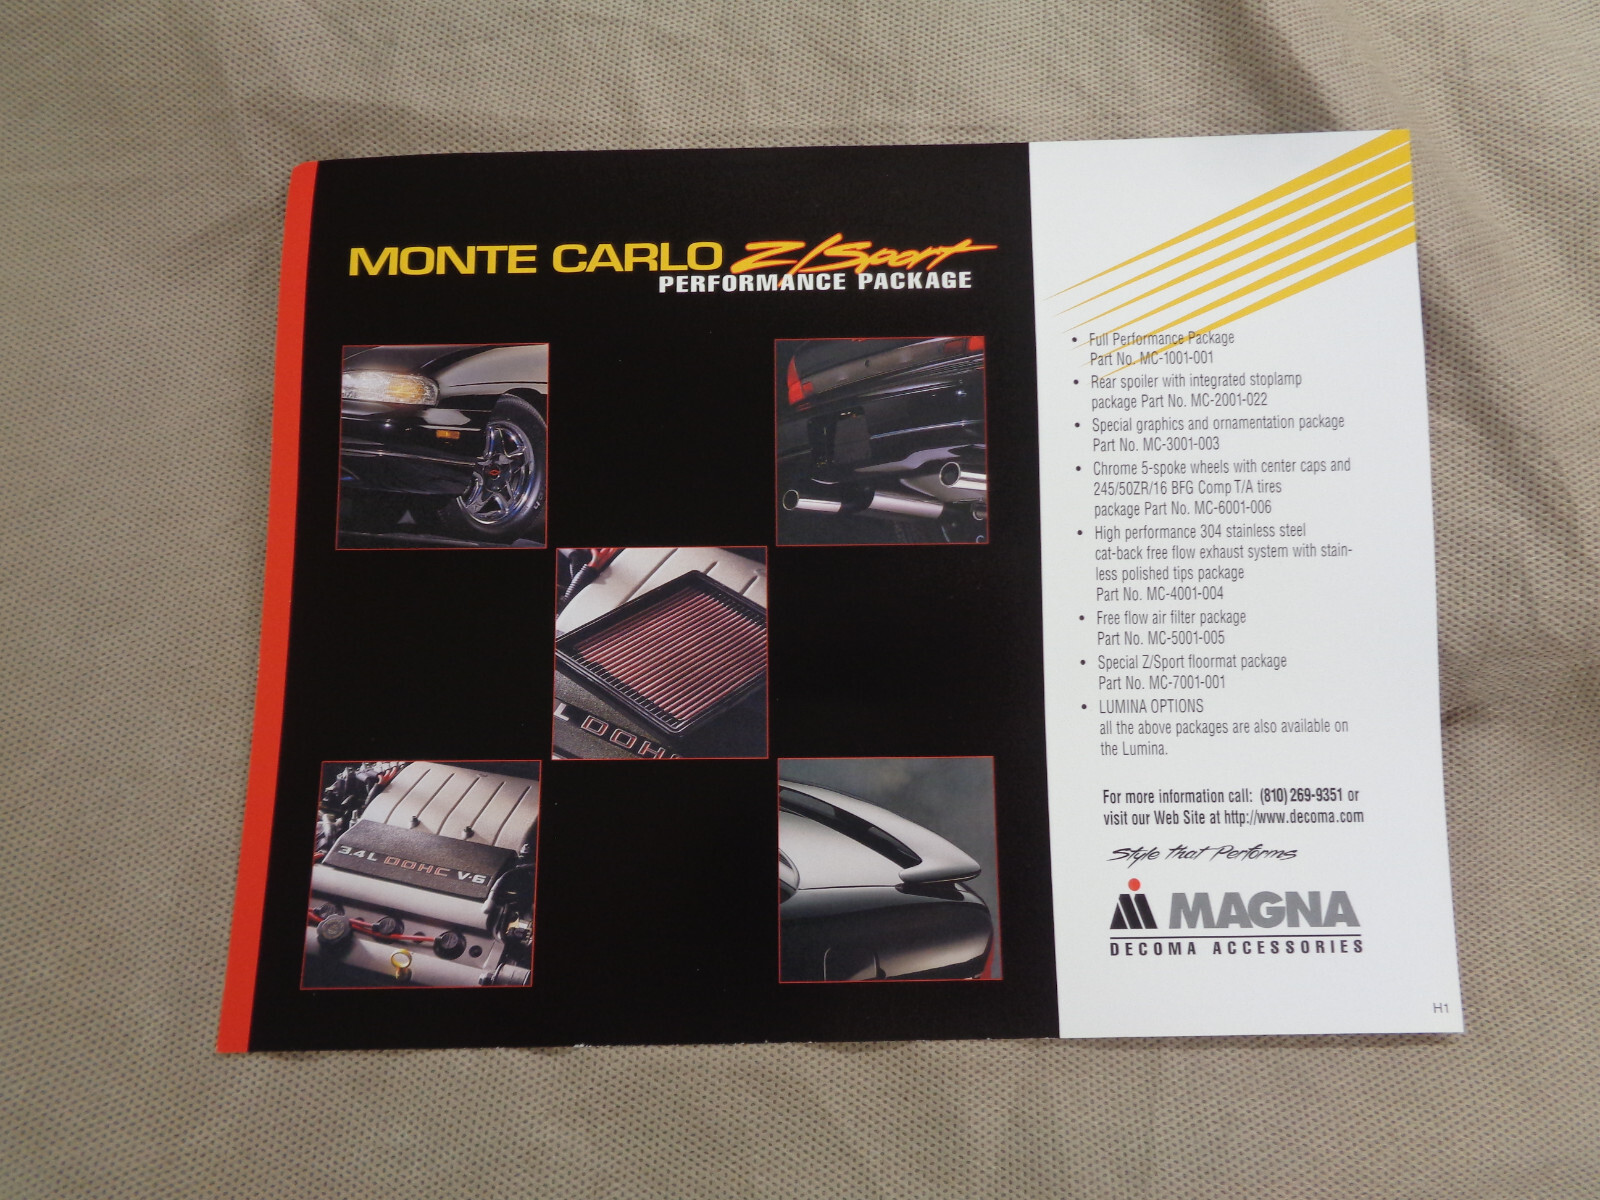 MONTE CARLO Z/Sport
PERFORMANCE PACKAGE
L DOHC
3.4 L DOHC V-6
• Full Performance Package
Part No. MC-1001-001
• Rear spoiler with integrated stoplamp
package Part No. MC-2001-022
• Special graphics and ornamentation package
Part No. MC-3001-003
• Chrome 5-spoke wheels with center caps and
245/50ZR/16 BFG Comp T/A tires
package Part No. MC-6001-006
• High performance 304 stainless steel
cat-back free flow exhaust system with stain-
less polished tips package
Part No. MC-4001-004
• Free flow air filter package
Part No. MC-5001-005
• Special Z/Sport floormat package
Part No. MC-7001-001
• LUMINA OPTIONS
all the above packages are also available on
the Lumina.
For more information call: (810) 269-9351 or
visit our Web Site at http://www.decoma.com
Style that Performs
MAGNA
DECOMA ACCESSORIES
H1